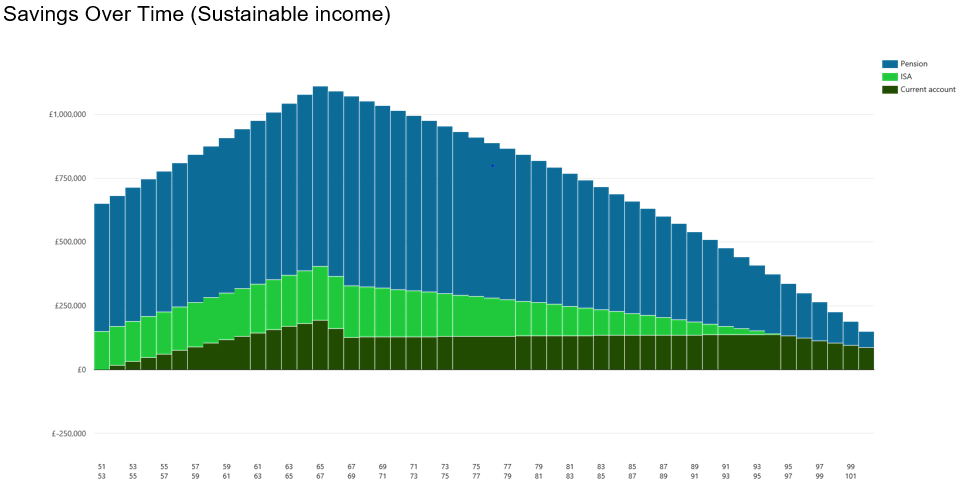 Savings Over Time (Sustainable income)
Pension
ISA
Current account
£1,000,000
£750,000
£500,000
£250,000
£0
£-250,000
51 53 55 57 59 61 63 65 67 69 71 73 75 77 79 81 83 85 87 89 91 93 95 97 99
53 55 57 59 61 63 65 67 69 71 73 75 77 79 81 83 85 87 89 91 93 95 97 99 101